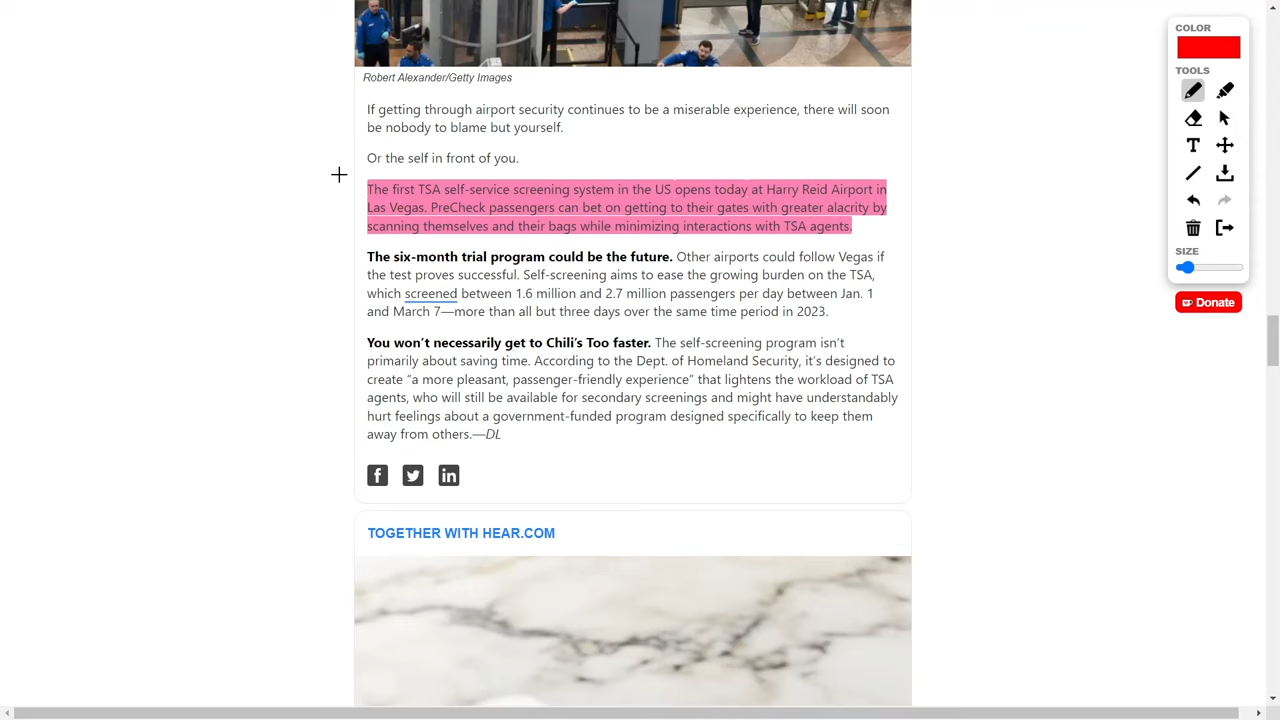 Robert Alexander/Getty Images
If getting through airport security continues to be a miserable experience, there will soon
be nobody to blame but yourself.
Or the self in front of you.
The first TSA self-service screening system in the US opens today at Harry Reid Airport in
Las Vegas. PreCheck passengers can bet on getting to their gates with greater alacrity by
scanning themselves and their bags while minimizing interactions with TSA agents.
The six-month trial program could be the future. Other airports could follow Vegas if
the test proves successful. Self-screening aims to ease the growing burden on the TSA,
which screened between 1.6 million and 2.7 million passengers per day between Jan. 1
and March 7—more than all but three days over the same time period in 2023.
You won’t necessarily get to Chili’s Too faster. The self-screening program isn’t
primarily about saving time. According to the Dept. of Homeland Security, it’s designed to
create “a more pleasant, passenger-friendly experience” that lightens the workload of TSA
agents, who will still be available for secondary screenings and might have understandably
hurt feelings about a government-funded program designed specifically to keep them
away from others.—DL
TOGETHER WITH HEAR.COM
COLOR
TOOLS
SIZE
Donate